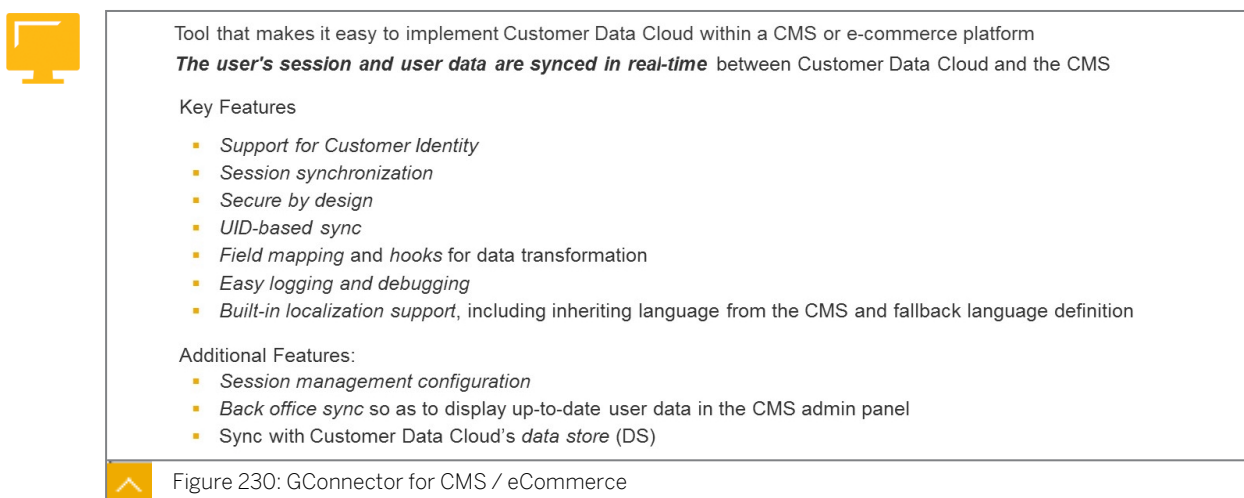 Tool that makes it easy to implement Customer Data Cloud within a CMS or e-commerce platform
The user's session and user data are synced in real-time between Customer Data Cloud and the CMS
Key Features
▪ Support for Customer Identity
▪ Session synchronization
▪ Secure by design
▪ UID-based sync
▪ Field mapping and hooks for data transformation
▪ Easy logging and debugging
▪ Built-in localization support, including inheriting language from the CMS and fallback language definition
Additional Features:
▪ Session management configuration
▪ Back office sync so as to display up-to-date user data in the CMS admin panel
▪ Sync with Customer Data Cloud’s data store (DS)
Figure 230: GConnector for CMS / eCommerce